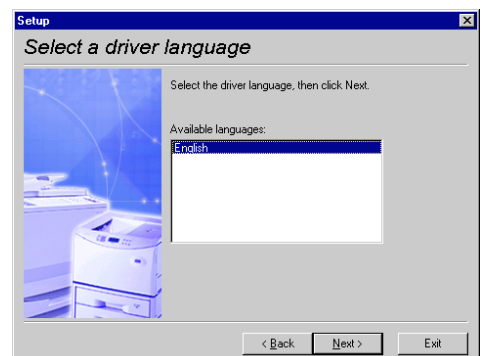 Setup
Select a driver language
Select the driver language, then click Next.
Available languages:
English
< Back Next > Exit